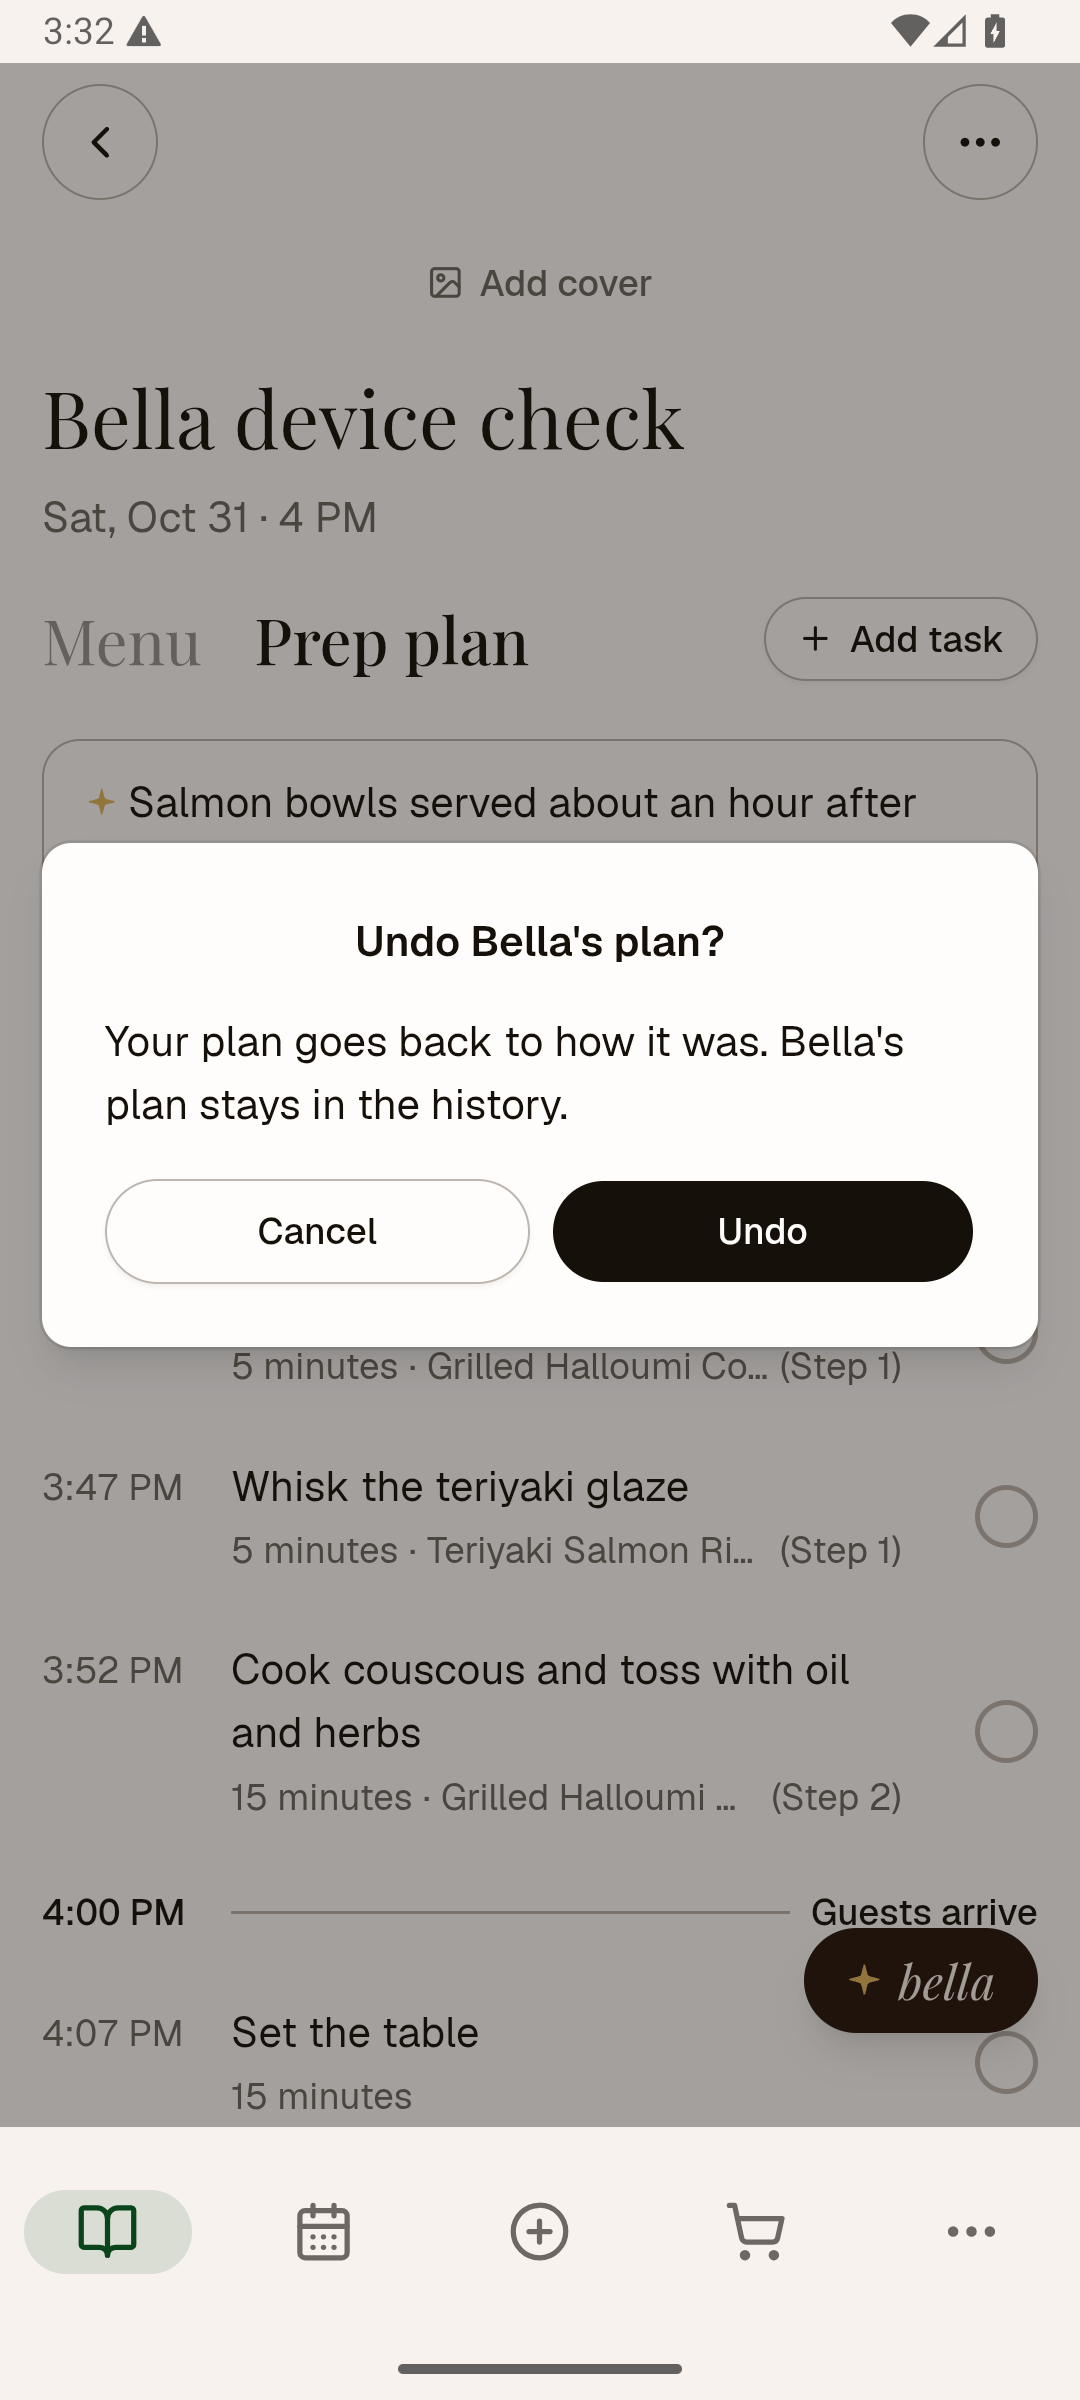 3:32
Add cover
Bella device check
Sat, Oct 31 · 4 PM
Menu Prep plan + Add task
Salmon bowls served about an hour after
Undo Bella's plan?
Your plan goes back to how it was. Bella's
plan stays in the history.
Cancel Undo
5 minutes · Grilled Halloumi Co... (Step 1)
3:47 PM Whisk the teriyaki glaze
5 minutes · Teriyaki Salmon Ri... (Step 1)
3:52 PM Cook couscous and toss with oil
and herbs
15 minutes · Grilled Halloumi ... (Step 2)
4:00 PM Guests arrive
bella
4:07 PM Set the table
15 minutes